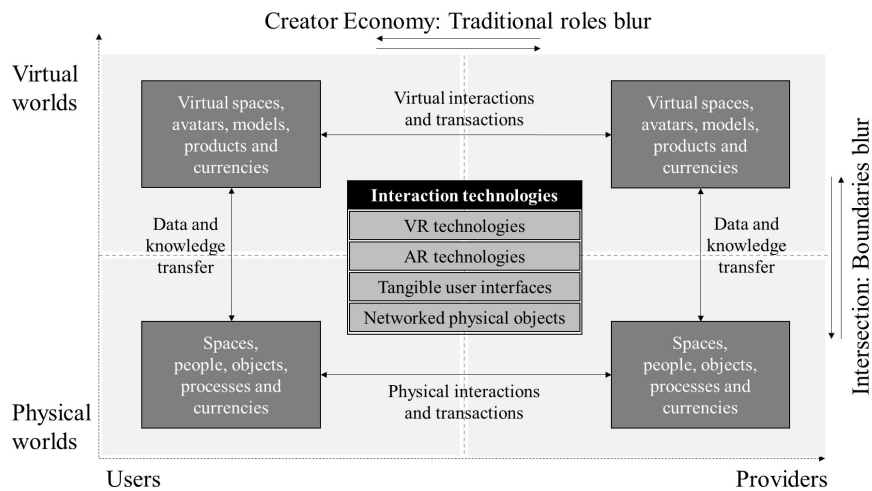 Creator Economy: Traditional roles blur
Virtual
worlds
Virtual spaces,
avatars, models,
products and
currencies
Virtual interactions
and transactions
Virtual spaces,
avatars, models,
products and
currencies
Interaction technologies
VR technologies
AR technologies
Tangible user interfaces
Networked physical objects
Data and
knowledge
transfer
Data and
knowledge
transfer
Intersection: Boundaries blur
Spaces,
people, objects,
processes and
currencies
Physical interactions
and transactions
Spaces,
people, objects,
processes and
currencies
Physical
worlds
Users
Providers